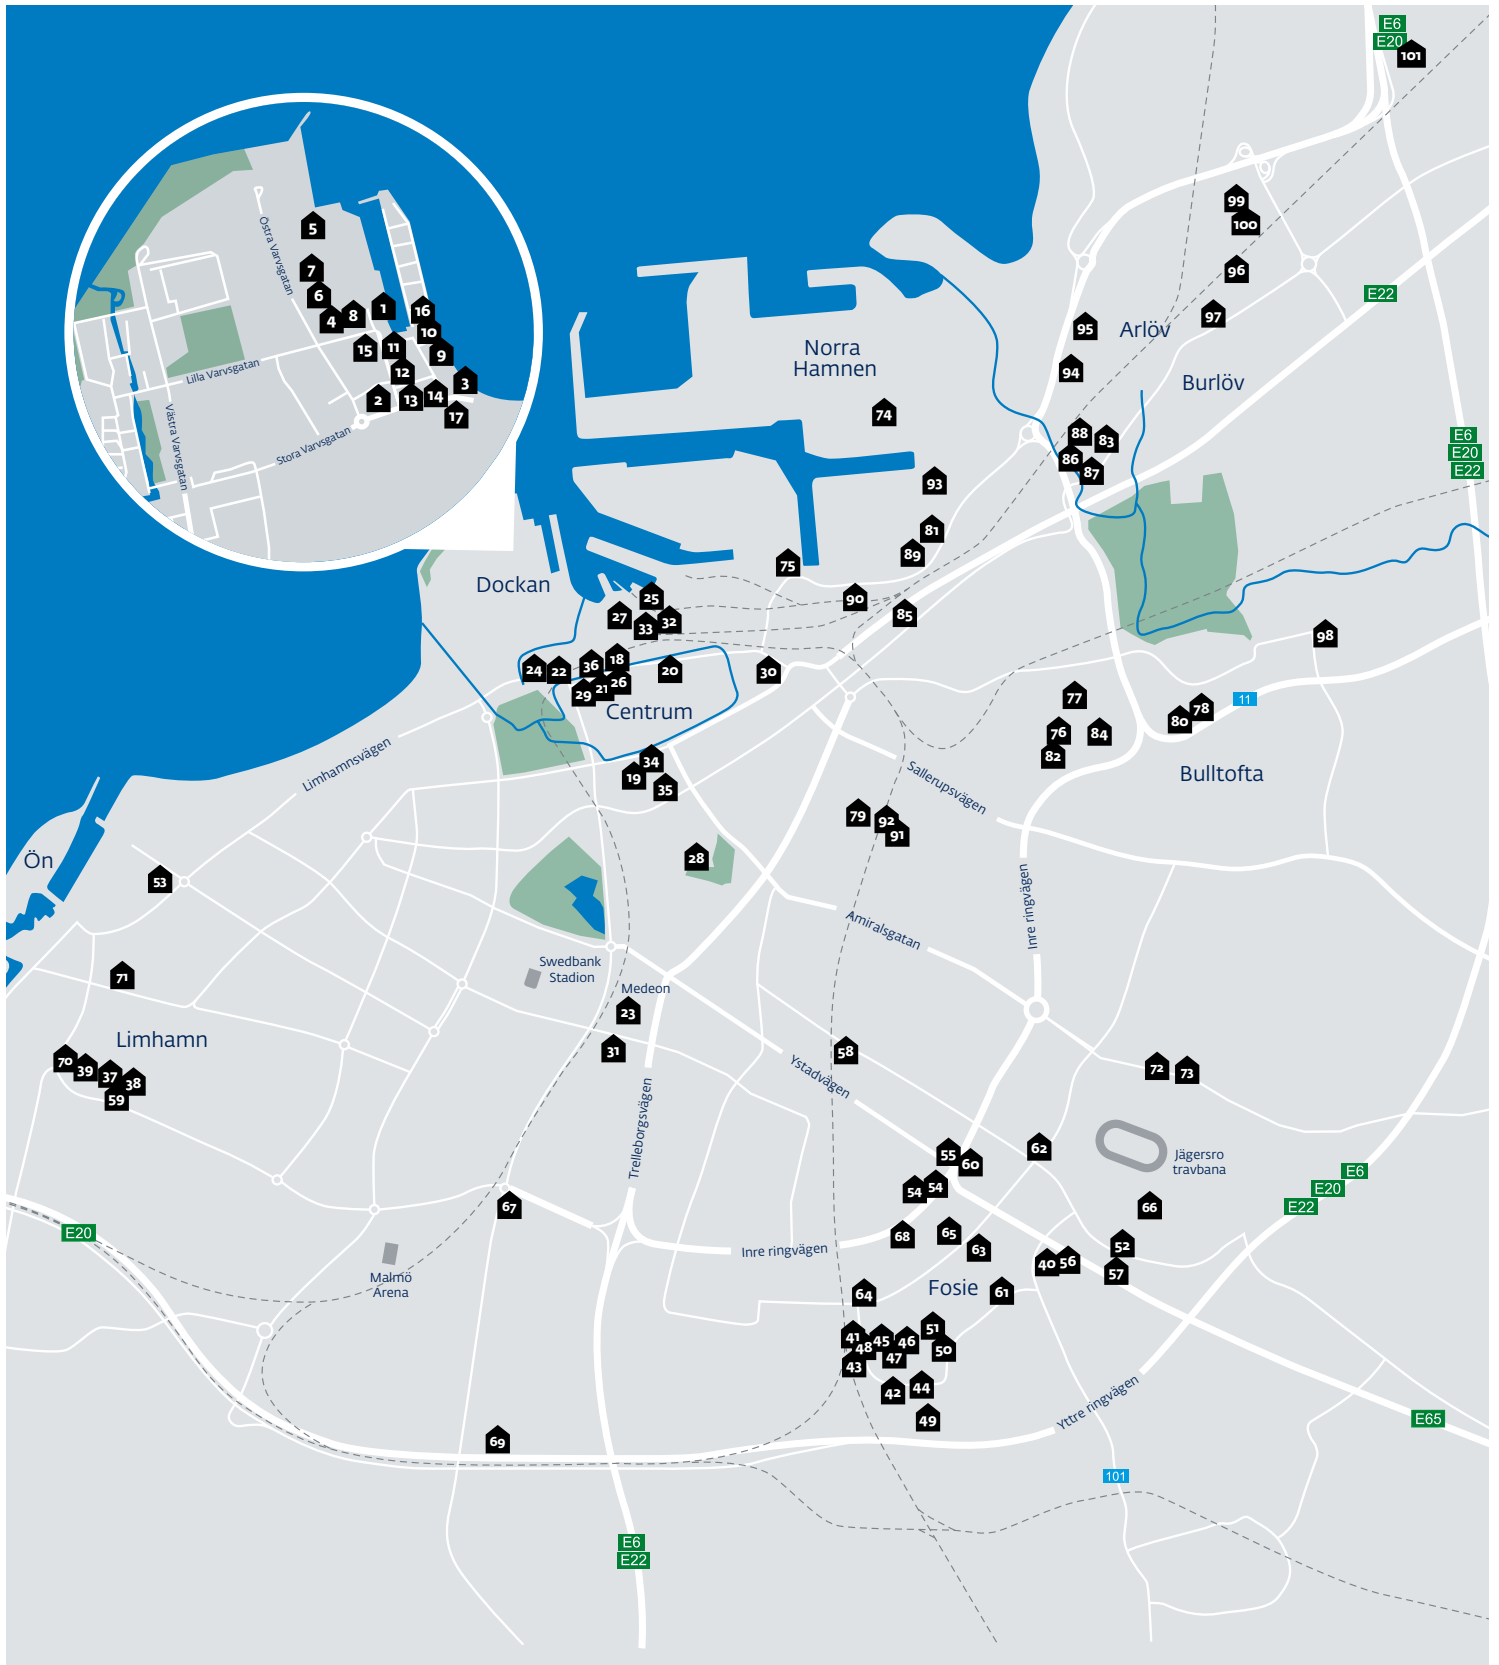 E6
E20
101
99
100
96
97
E22
95
Arlöv
94
Burlöv
Norra
Hamnen
74
88
83
86
87
E6
E20
E22
93
81
89
75
90
85
98
5
7
6
4
8
1
16
10
15
11
9
12
3
2
13
14
17
Östra Varvsgatan
Lilla Varvsgatan
Västra Varvsgatan
Stora Varvsgatan
Dockan
25
27
33
32
24
22
36
18
20
30
29
21
26
Centrum
77
11
76
84
80
78
82
Bulltofta
Limhamnsvägen
34
19
35
Sallerupsvägen
79
92
91
28
Ön
53
Inre ringvägen
Amiralsgatan
Swedbank
Stadion
71
Medeon
23
Limhamn
31
58
70
39
37
38
59
72
73
Ystadvägen
Trelleborgsvägen
55
60
62
Jägersro
travbana
54
54
E6
E20
E22
67
66
E20
68
65
63
52
Inre ringvägen
40
56
57
Malmö
Arena
64
Fosie
61
41
48
45
46
51
43
47
50
42
44
49
Yttre ringvägen
69
E65
101
E6
E22